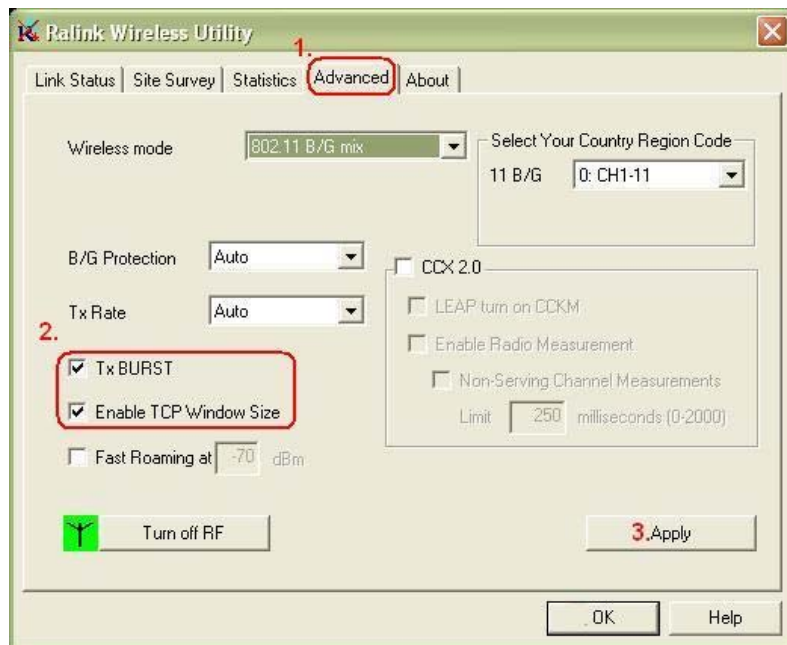 Ralink Wireless Utility
1.
Link Status Site Survey Statistics Advanced About
Wireless mode 802.11 B/G mix
Select Your Country Region Code
11 B/G 0: CH1-11
B/G Protection Auto
CCX 2.0
Tx Rate Auto
LEAP turn on CCKM
2.
Enable Radio Measurement
Tx BURST
Non-Serving Channel Measurements
Enable TCP Window Size
Limit 250 milliseconds (0-2000)
Fast Roaming at -70 dBm
Turn off RF
3. Apply
OK Help